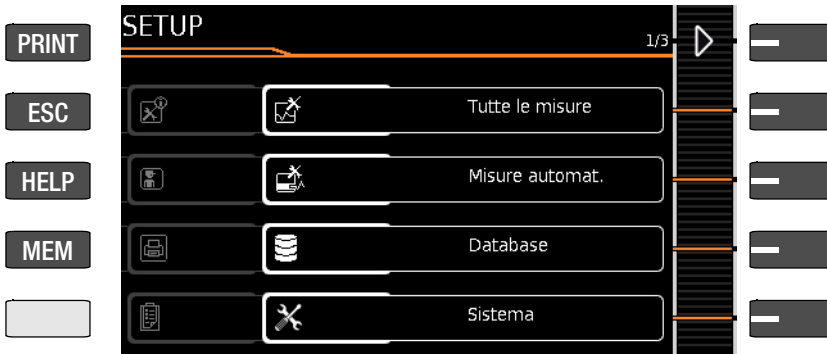 SETUP
1/3
PRINT
ESC
Tutte le misure
HELP
Misure automat.
MEM
Database
Sistema